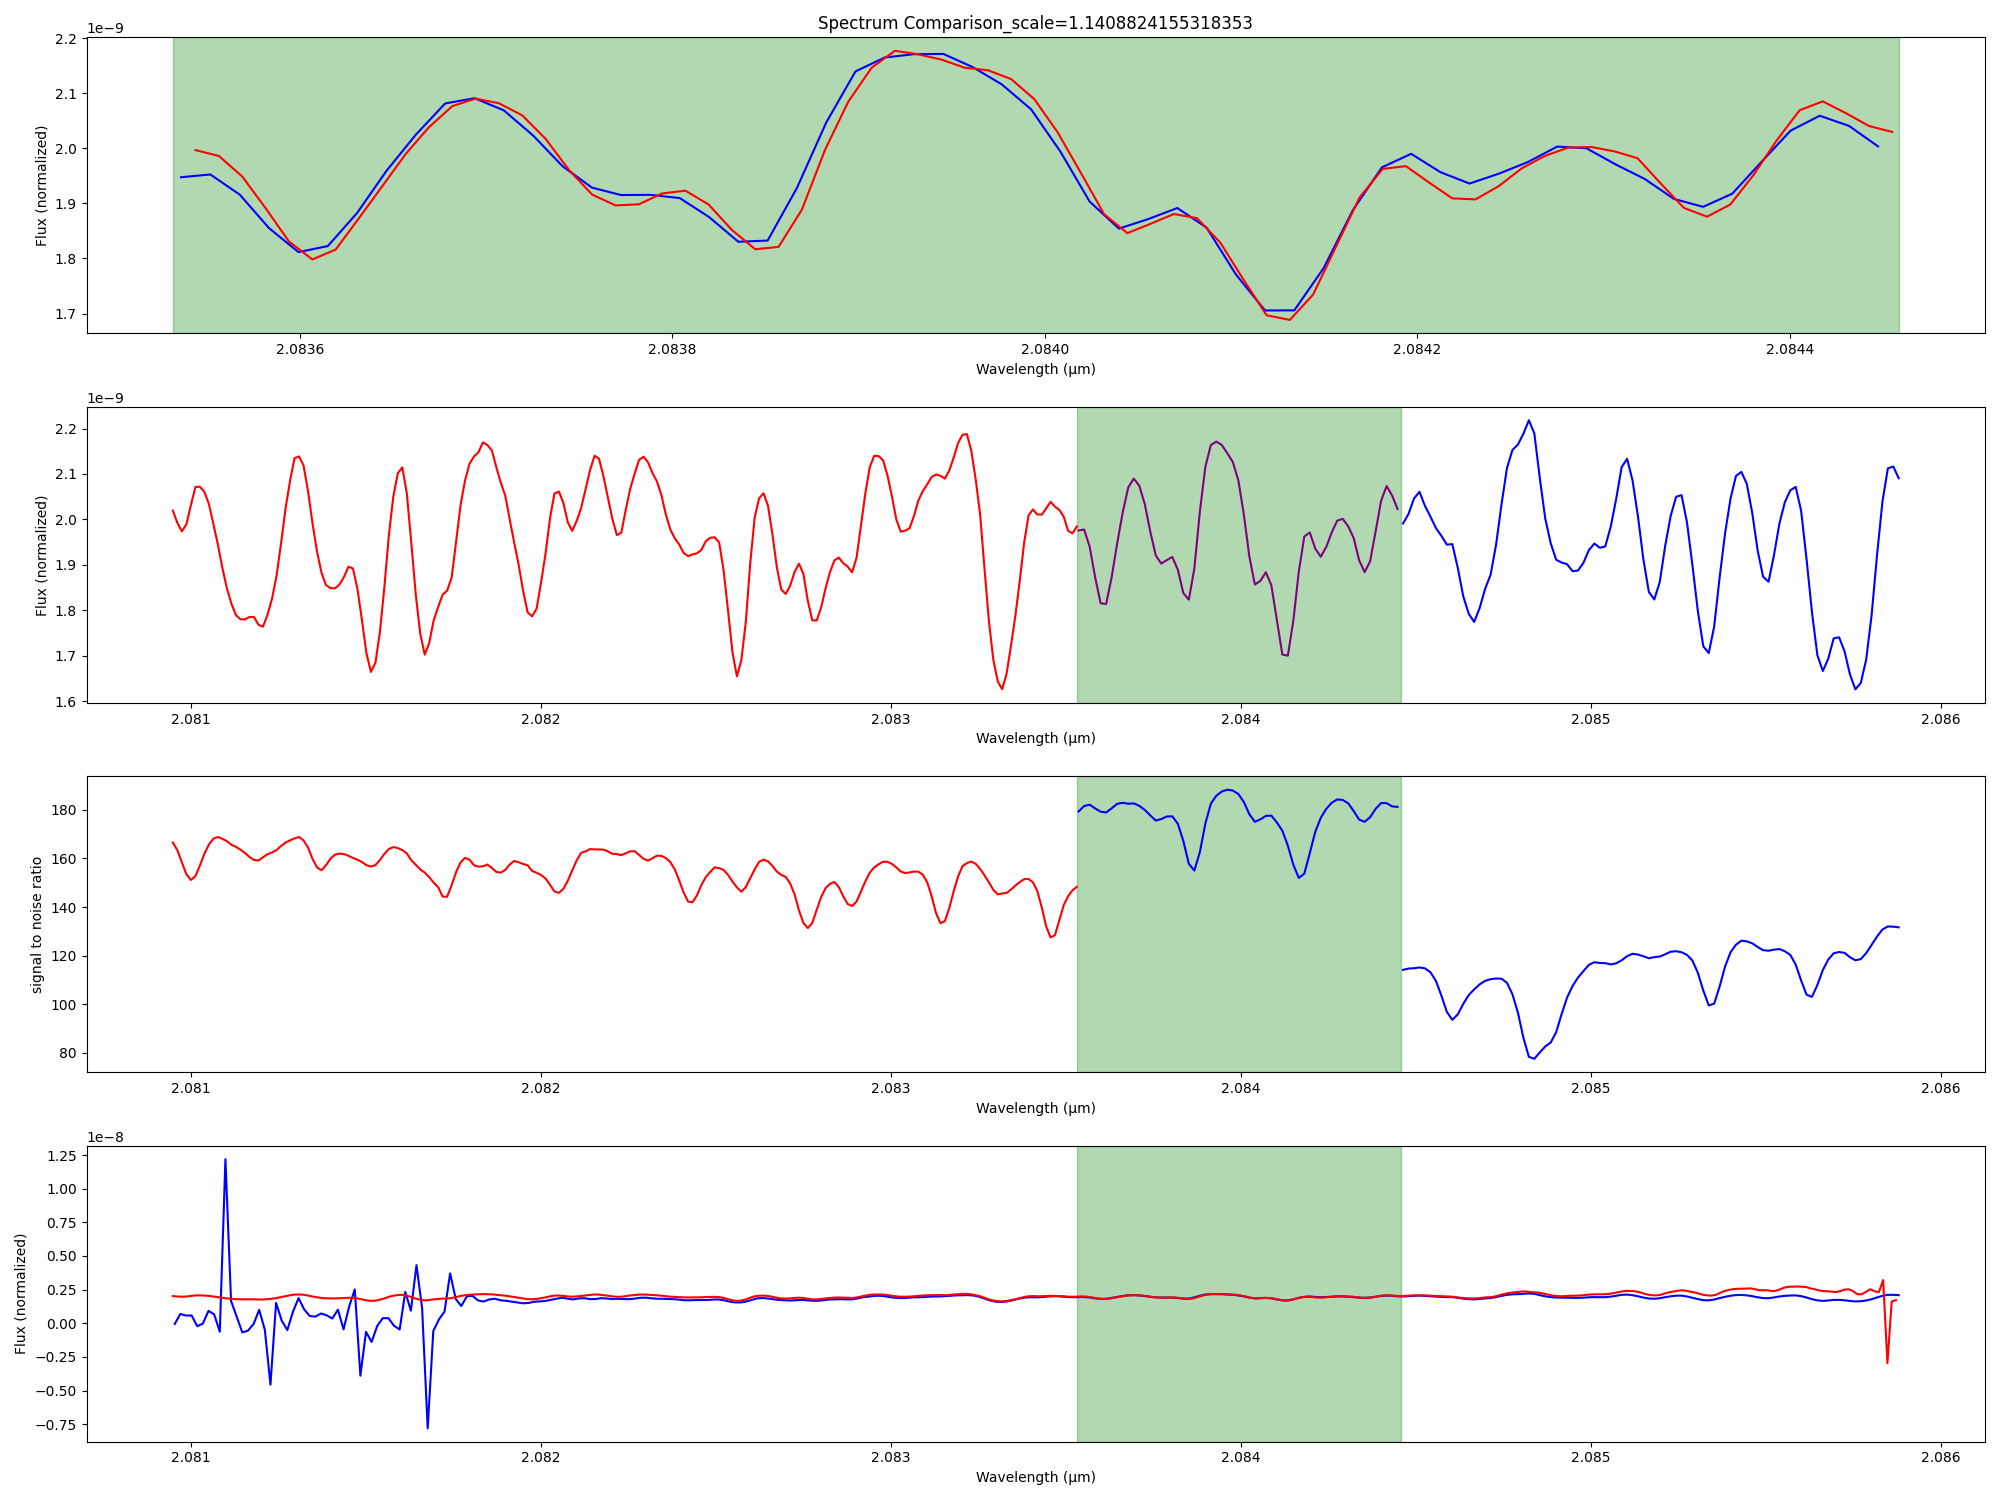 Spectrum Comparison_scale=1.1408824155318353
1e−9
2.2
2.1
2.0
1.9
1.8
1.7
Flux (normalized)
2.0836 2.0838 2.0840 2.0842 2.0844
Wavelength (μm)
1e−9
2.2
2.1
2.0
1.9
1.8
1.7
1.6
Flux (normalized)
2.081 2.082 2.083 2.084 2.085 2.086
Wavelength (μm)
180
160
140
120
100
80
signal to noise ratio
2.081 2.082 2.083 2.084 2.085 2.086
Wavelength (μm)
1e−8
1.25
1.00
0.75
0.50
0.25
0.00
−0.25
−0.50
−0.75
Flux (normalized)
2.081 2.082 2.083 2.084 2.085 2.086
Wavelength (μm)